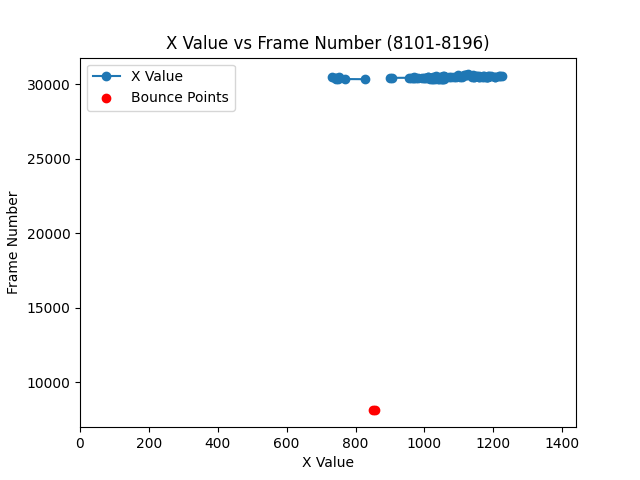 X Value vs Frame Number (8101-8196)
X Value
Bounce Points
30000
25000
20000
15000
10000
Frame Number
0 200 400 600 800 1000 1200 1400
X Value